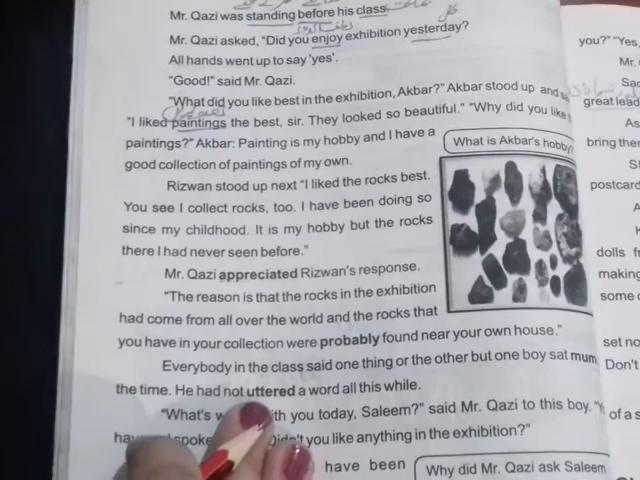 Mr. Qazi was standing before his class
Mr. Qazi asked, "Did you enjoy exhibition yesterday?
All hands went up to say 'yes'.
"Good!" said Mr. Qazi.
"What did you like best in the exhibition, Akbar?" Akbar stood up and
"I liked paintings the best, sir. They looked so beautiful." "Why did you like
paintings?" Akbar: Painting is my hobby and I have a
good collection of paintings of my own.
What is Akbar's hobby?
Rizwan stood up next "I liked the rocks best.
You see I collect rocks, too. I have been doing so
since my childhood. It is my hobby but the rocks
there I had never seen before."
Mr. Qazi appreciated Rizwan's response.
"The reason is that the rocks in the exhibition
had come from all over the world and the rocks that
you have in your collection were probably found near your own house."
Everybody in the class said one thing or the other but one boy sat mum
the time. He had not uttered a word all this while.
"What's with you today, Saleem?" said Mr. Qazi to this boy.
spoke you like anything in the exhibition?"
have been
Why did Mr. Qazi ask Saleem
you?" "Yes,
Mr.
great lead
As
bring then
postcard
dolls
making
some
set no
Don't
of a s